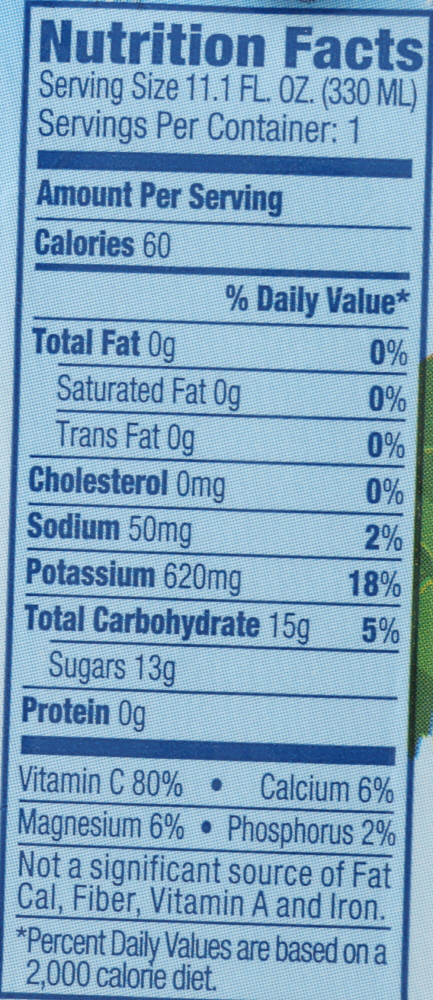 Nutrition Facts
Serving Size 11.1 FL. OZ. (330 ML)
Servings Per Container: 1
Amount Per Serving
Calories 60
% Daily Value*
Total Fat 0g 0%
Saturated Fat 0g 0%
Trans Fat 0g 0%
Cholesterol 0mg 0%
Sodium 50mg 2%
Potassium 620mg 18%
Total Carbohydrate 15g 5%
Sugars 13g
Protein 0g
Vitamin C 80% • Calcium 6%
Magnesium 6% • Phosphorus 2%
Not a significant source of Fat
Cal, Fiber, Vitamin A and Iron.
*Percent Daily Values are based on a
2,000 calorie diet.